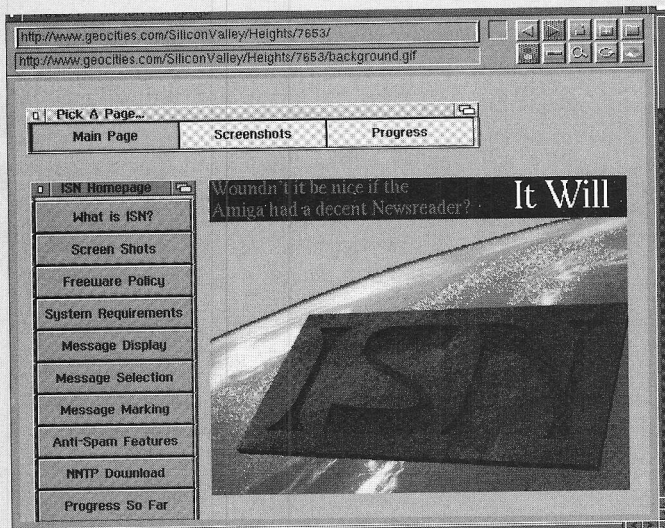 http://www.geocities.com/SiliconValley/Heights/7653/
http://www.geocities.com/SiliconValley/Heights/7653/background.gif
Pick A Page...
Main Page Screenshots Progress
ISN Homepage
What is ISN?
Screen Shots
Freeware Policy
System Requirements
Message Display
Message Selection
Message Marking
Anti-Spam Features
NNTP Download
Progress So Far
Woundn't it be nice if the
Amiga had a decent Newsreader?
It Will
ISN